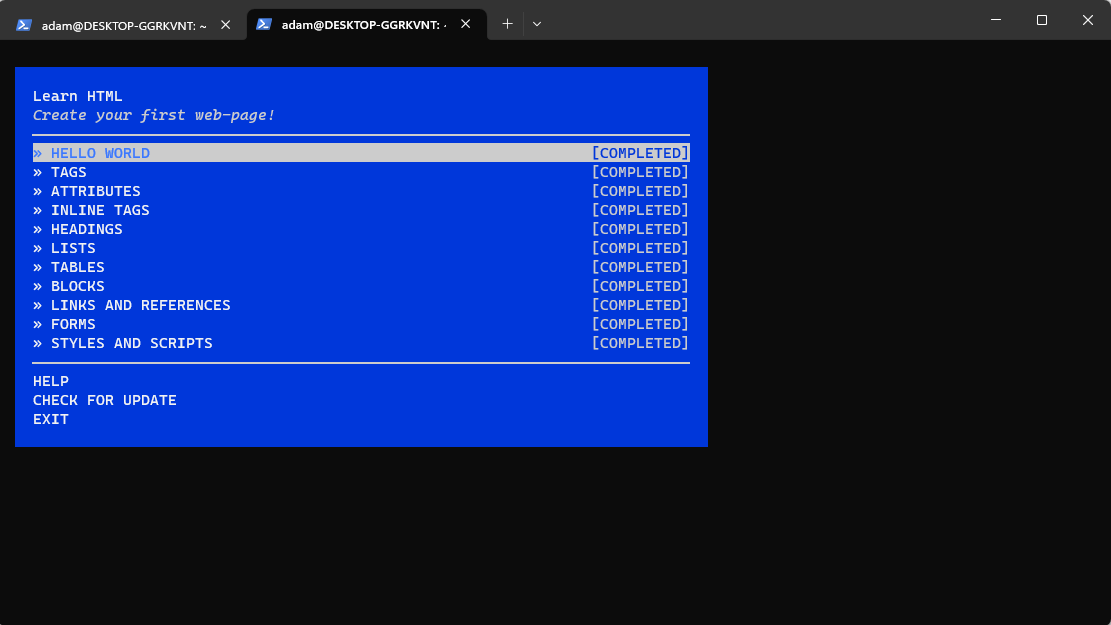 adam@DESKTOP-GGRKVNT: ~
adam@DESKTOP-GGRKVNT: ~
Learn HTML
Create your first web-page!
» HELLO WORLD [COMPLETED]
» TAGS [COMPLETED]
» ATTRIBUTES [COMPLETED]
» INLINE TAGS [COMPLETED]
» HEADINGS [COMPLETED]
» LISTS [COMPLETED]
» TABLES [COMPLETED]
» BLOCKS [COMPLETED]
» LINKS AND REFERENCES [COMPLETED]
» FORMS [COMPLETED]
» STYLES AND SCRIPTS [COMPLETED]
HELP
CHECK FOR UPDATE
EXIT